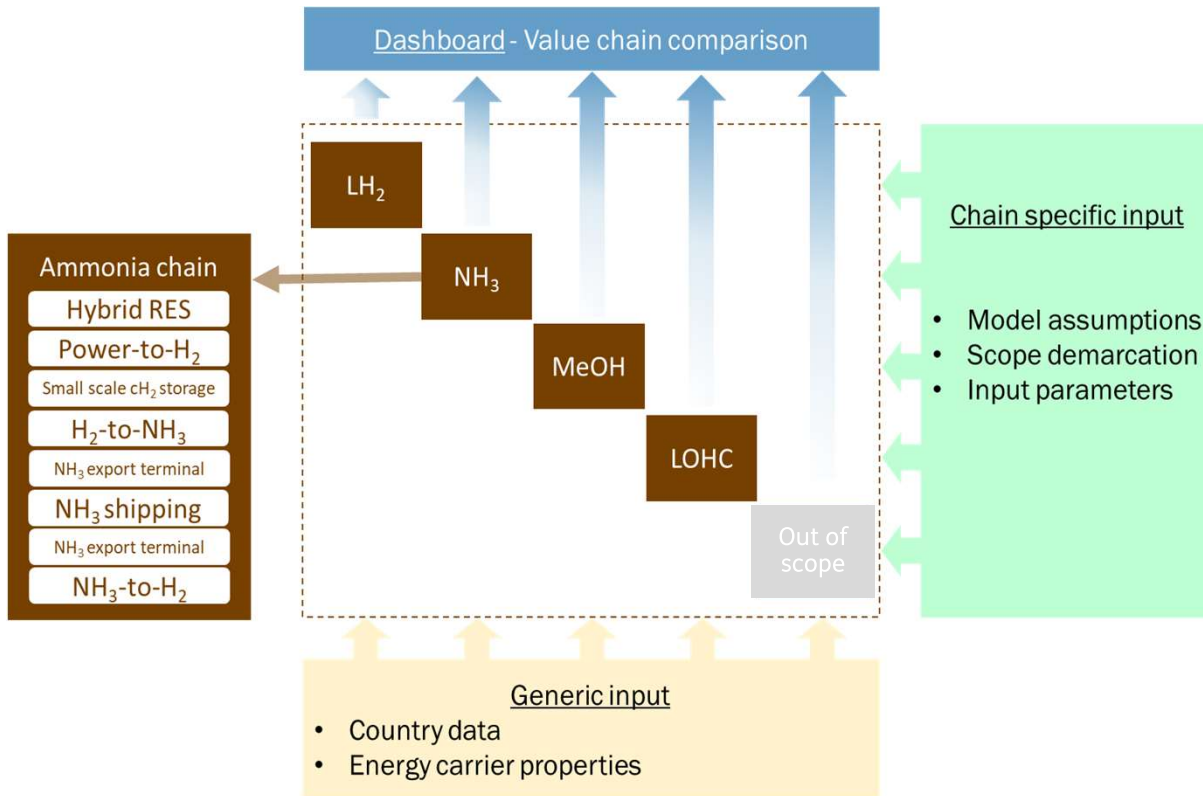 Dashboard - Value chain comparison
LH₂
NH₃
MeOH
LOHC
Out of
scope
Ammonia chain
Hybrid RES
Power-to-H₂
Small scale cH₂ storage
H₂-to-NH₃
NH₃ export terminal
NH₃ shipping
NH₃ export terminal
NH₃-to-H₂
Chain specific input
• Model assumptions
• Scope demarcation
• Input parameters
Generic input
• Country data
• Energy carrier properties